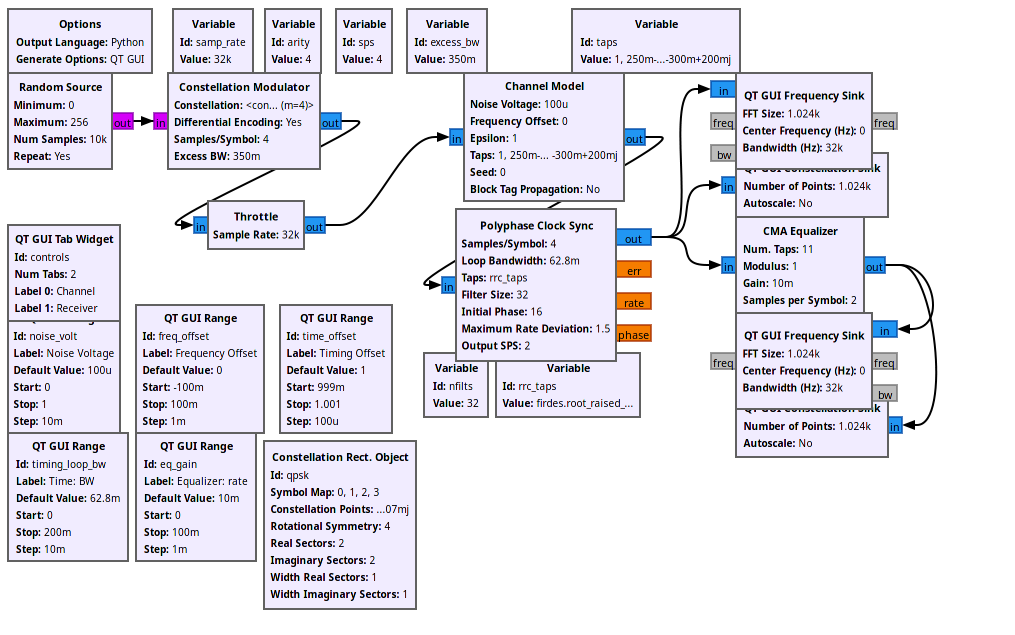 Options
Output Language: Python
Generate Options: QT GUI
Variable
Id: samp_rate
Value: 32k
Variable
Id: arity
Value: 4
Variable
Id: sps
Value: 4
Variable
Id: excess_bw
Value: 350m
Variable
Id: taps
Value: 1, 250m-...-300m+200mj
Random Source
Minimum: 0
Maximum: 256
Num Samples: 10k
Repeat: Yes
out
in
Constellation Modulator
Constellation: <con... (m=4)>
Differential Encoding: Yes
Samples/Symbol: 4
Excess BW: 350m
out
in
Channel Model
Noise Voltage: 100u
Frequency Offset: 0
Epsilon: 1
Taps: 1, 250m-... -300m+200mj
Seed: 0
Block Tag Propagation: No
out
in
freq
bw
QT GUI Frequency Sink
FFT Size: 1.024k
Center Frequency (Hz): 0
Bandwidth (Hz): 32k
freq
in
Number of Points: 1.024k
Autoscale: No
in
Throttle
Sample Rate: 32k
out
in
Polyphase Clock Sync
Samples/Symbol: 4
Loop Bandwidth: 62.8m
Taps: rrc_taps
Filter Size: 32
Initial Phase: 16
Maximum Rate Deviation: 1.5
Output SPS: 2
out
err
rate
phase
in
CMA Equalizer
Num. Taps: 11
Modulus: 1
Gain: 10m
Samples per Symbol: 2
out
QT GUI Tab Widget
Id: controls
Num Tabs: 2
Label 0: Channel
Label 1: Receiver
Id: noise_volt
Label: Noise Voltage
Default Value: 100u
Start: 0
Stop: 1
Step: 10m
QT GUI Range
Id: freq_offset
Label: Frequency Offset
Default Value: 0
Start: -100m
Stop: 100m
Step: 1m
QT GUI Range
Id: time_offset
Label: Timing Offset
Default Value: 1
Start: 999m
Stop: 1.001
Step: 100u
Variable
Id: nfilts
Value: 32
Variable
Id: rrc_taps
Value: firdes.root_raised_...
freq
QT GUI Frequency Sink
FFT Size: 1.024k
Center Frequency (Hz): 0
Bandwidth (Hz): 32k
in
freq
bw
Number of Points: 1.024k
Autoscale: No
in
QT GUI Range
Id: timing_loop_bw
Label: Time: BW
Default Value: 62.8m
Start: 0
Stop: 200m
Step: 10m
QT GUI Range
Id: eq_gain
Label: Equalizer: rate
Default Value: 10m
Start: 0
Stop: 100m
Step: 1m
Constellation Rect. Object
Id: qpsk
Symbol Map: 0, 1, 2, 3
Constellation Points: ...07mj
Rotational Symmetry: 4
Real Sectors: 2
Imaginary Sectors: 2
Width Real Sectors: 1
Width Imaginary Sectors: 1